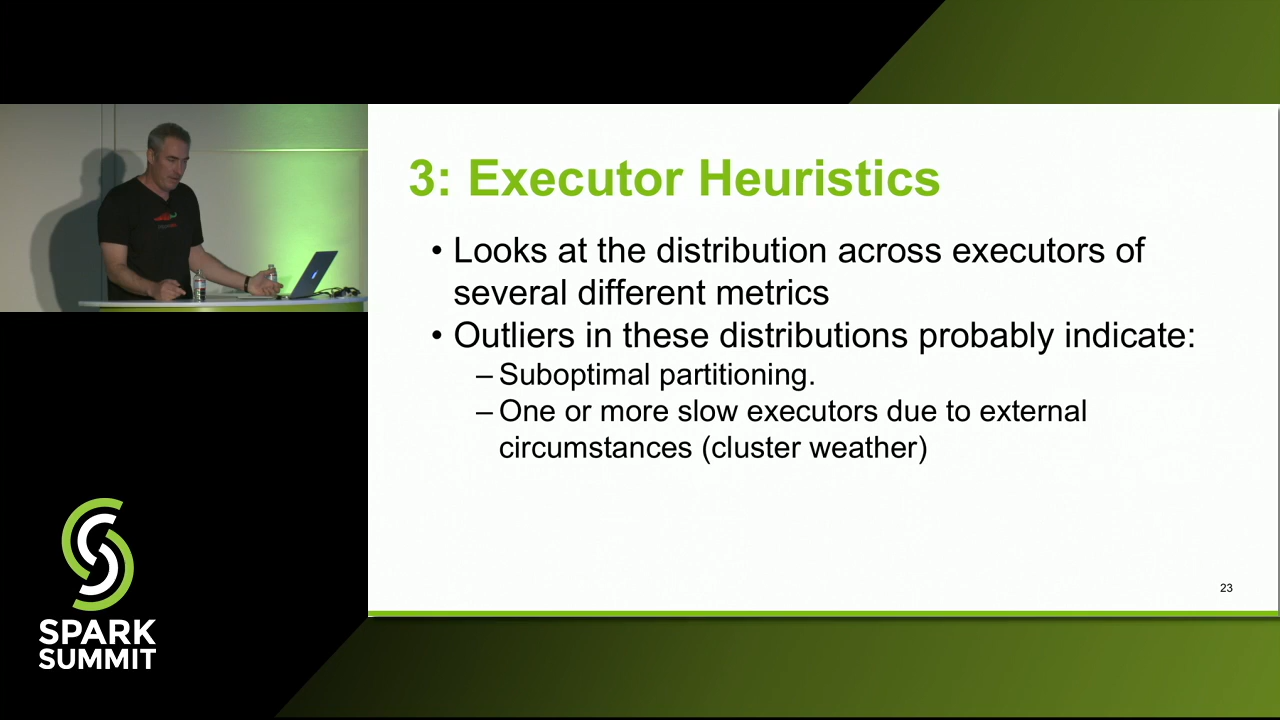 3: Executor Heuristics
• Looks at the distribution across executors of
several different metrics
• Outliers in these distributions probably indicate:
– Suboptimal partitioning.
– One or more slow executors due to external
circumstances (cluster weather)
23
SPARK
SUMMIT